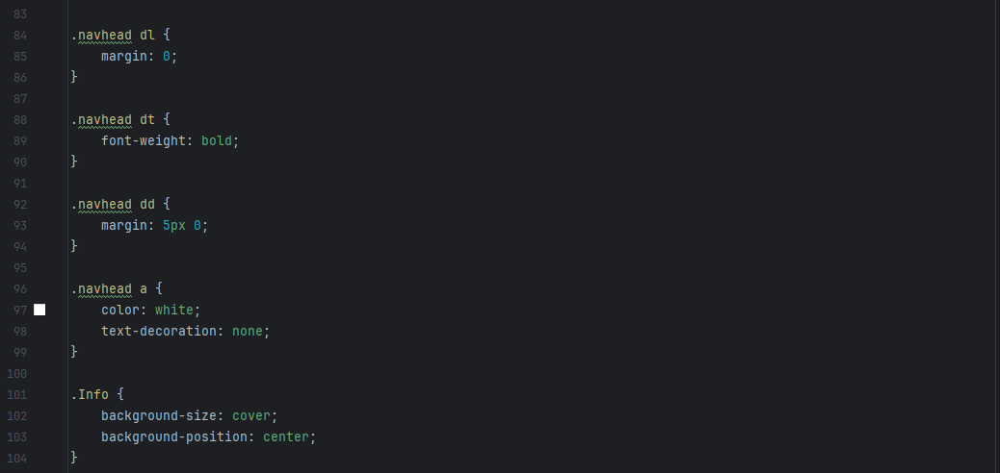 83
84 .navhead dl {
85     margin: 0;
86 }
87
88 .navhead dt {
89     font-weight: bold;
90 }
91
92 .navhead dd {
93     margin: 5px 0;
94 }
95
96 .navhead a {
97     color: white;
98     text-decoration: none;
99 }
100
101 .Info {
102     background-size: cover;
103     background-position: center;
104 }